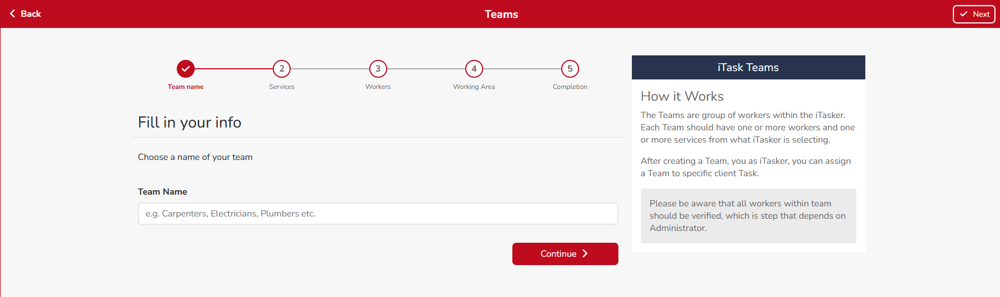 Back
Teams
Next
2
3
4
5
Team name
Services
Workers
Working Area
Completion
Fill in your info
Choose a name of your team
Team Name
e.g. Carpenters, Electricians, Plumbers etc.
Continue
iTask Teams
How it Works
The Teams are group of workers within the iTasker.
Each Team should have one or more workers and one
or more services from what iTasker is selecting.
After creating a Team, you as iTasker, you can assign
a Team to specific client Task.
Please be aware that all workers within team
should be verified, which is step that depends on
Administrator.